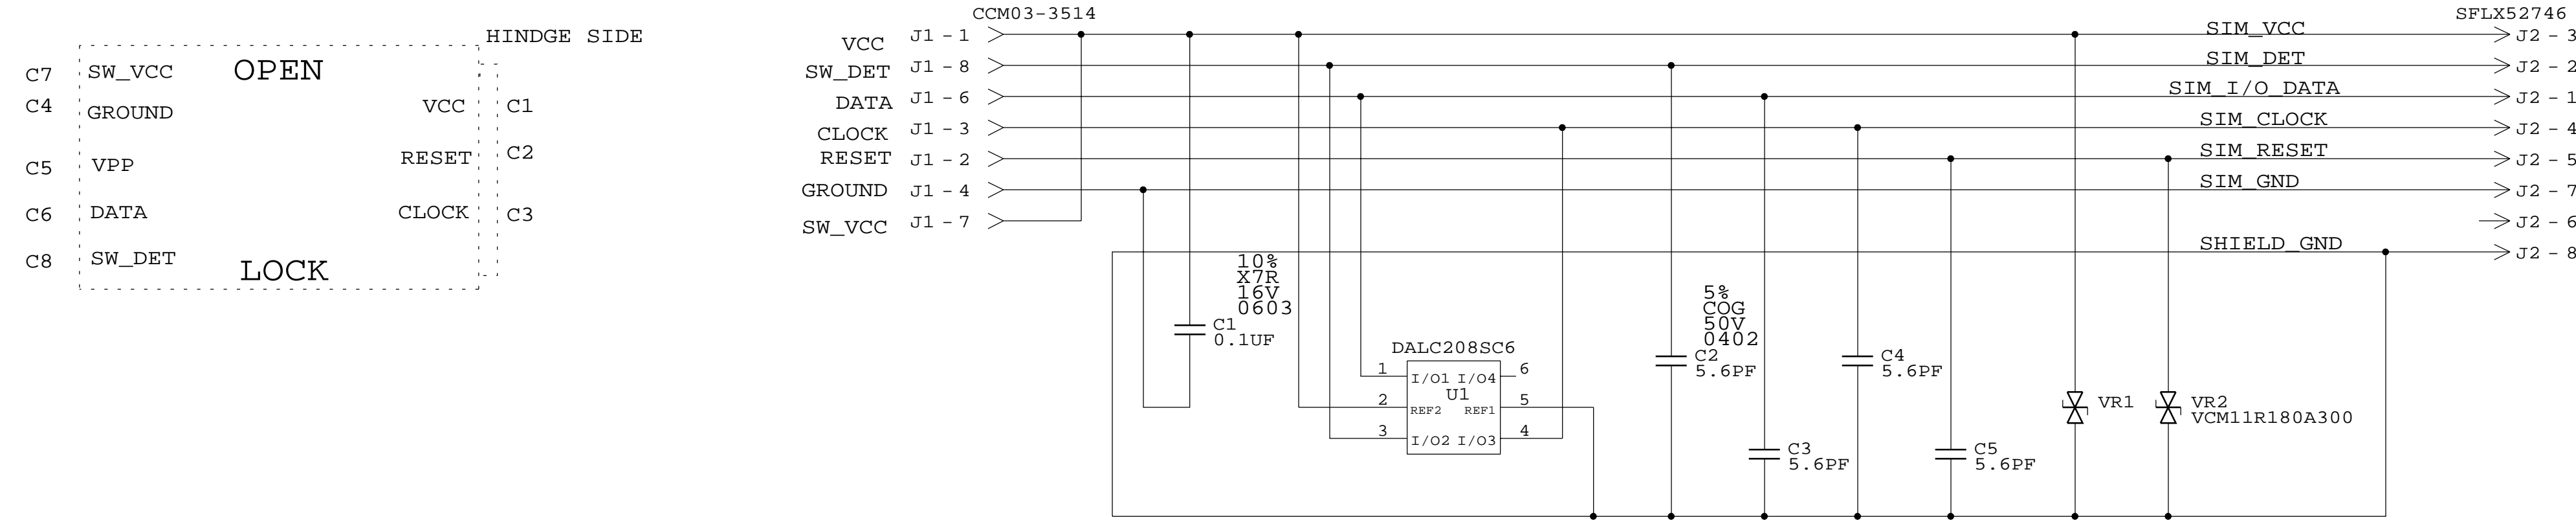 HINDGE SIDE
C7 SW_VCC OPEN
C4 GROUND VCC C1
C5 VPP RESET C2
C6 DATA CLOCK C3
C8 SW_DET LOCK
CCM03-3514
SFLX52746
VCC J1-1 SIM_VCC J2-3
SW_DET J1-8 SIM_DET J2-2
DATA J1-6 SIM_I/O_DATA J2-1
CLOCK J1-3 SIM_CLOCK J2-4
RESET J1-2 SIM_RESET J2-5
GROUND J1-4 SIM_GND J2-7
SW_VCC J1-7 J2-6
SHIELD_GND J2-8
10%
X7R
16V
0603
C1
0.1UF
DALC208SC6
1 I/O1 I/O4 6
U1
2 REF2 REF1 5
3 I/O2 I/O3 4
5%
COG
50V
0402
C2
5.6PF
C3
5.6PF
C4
5.6PF
C5
5.6PF
VR1
VR2
VCM11R180A300